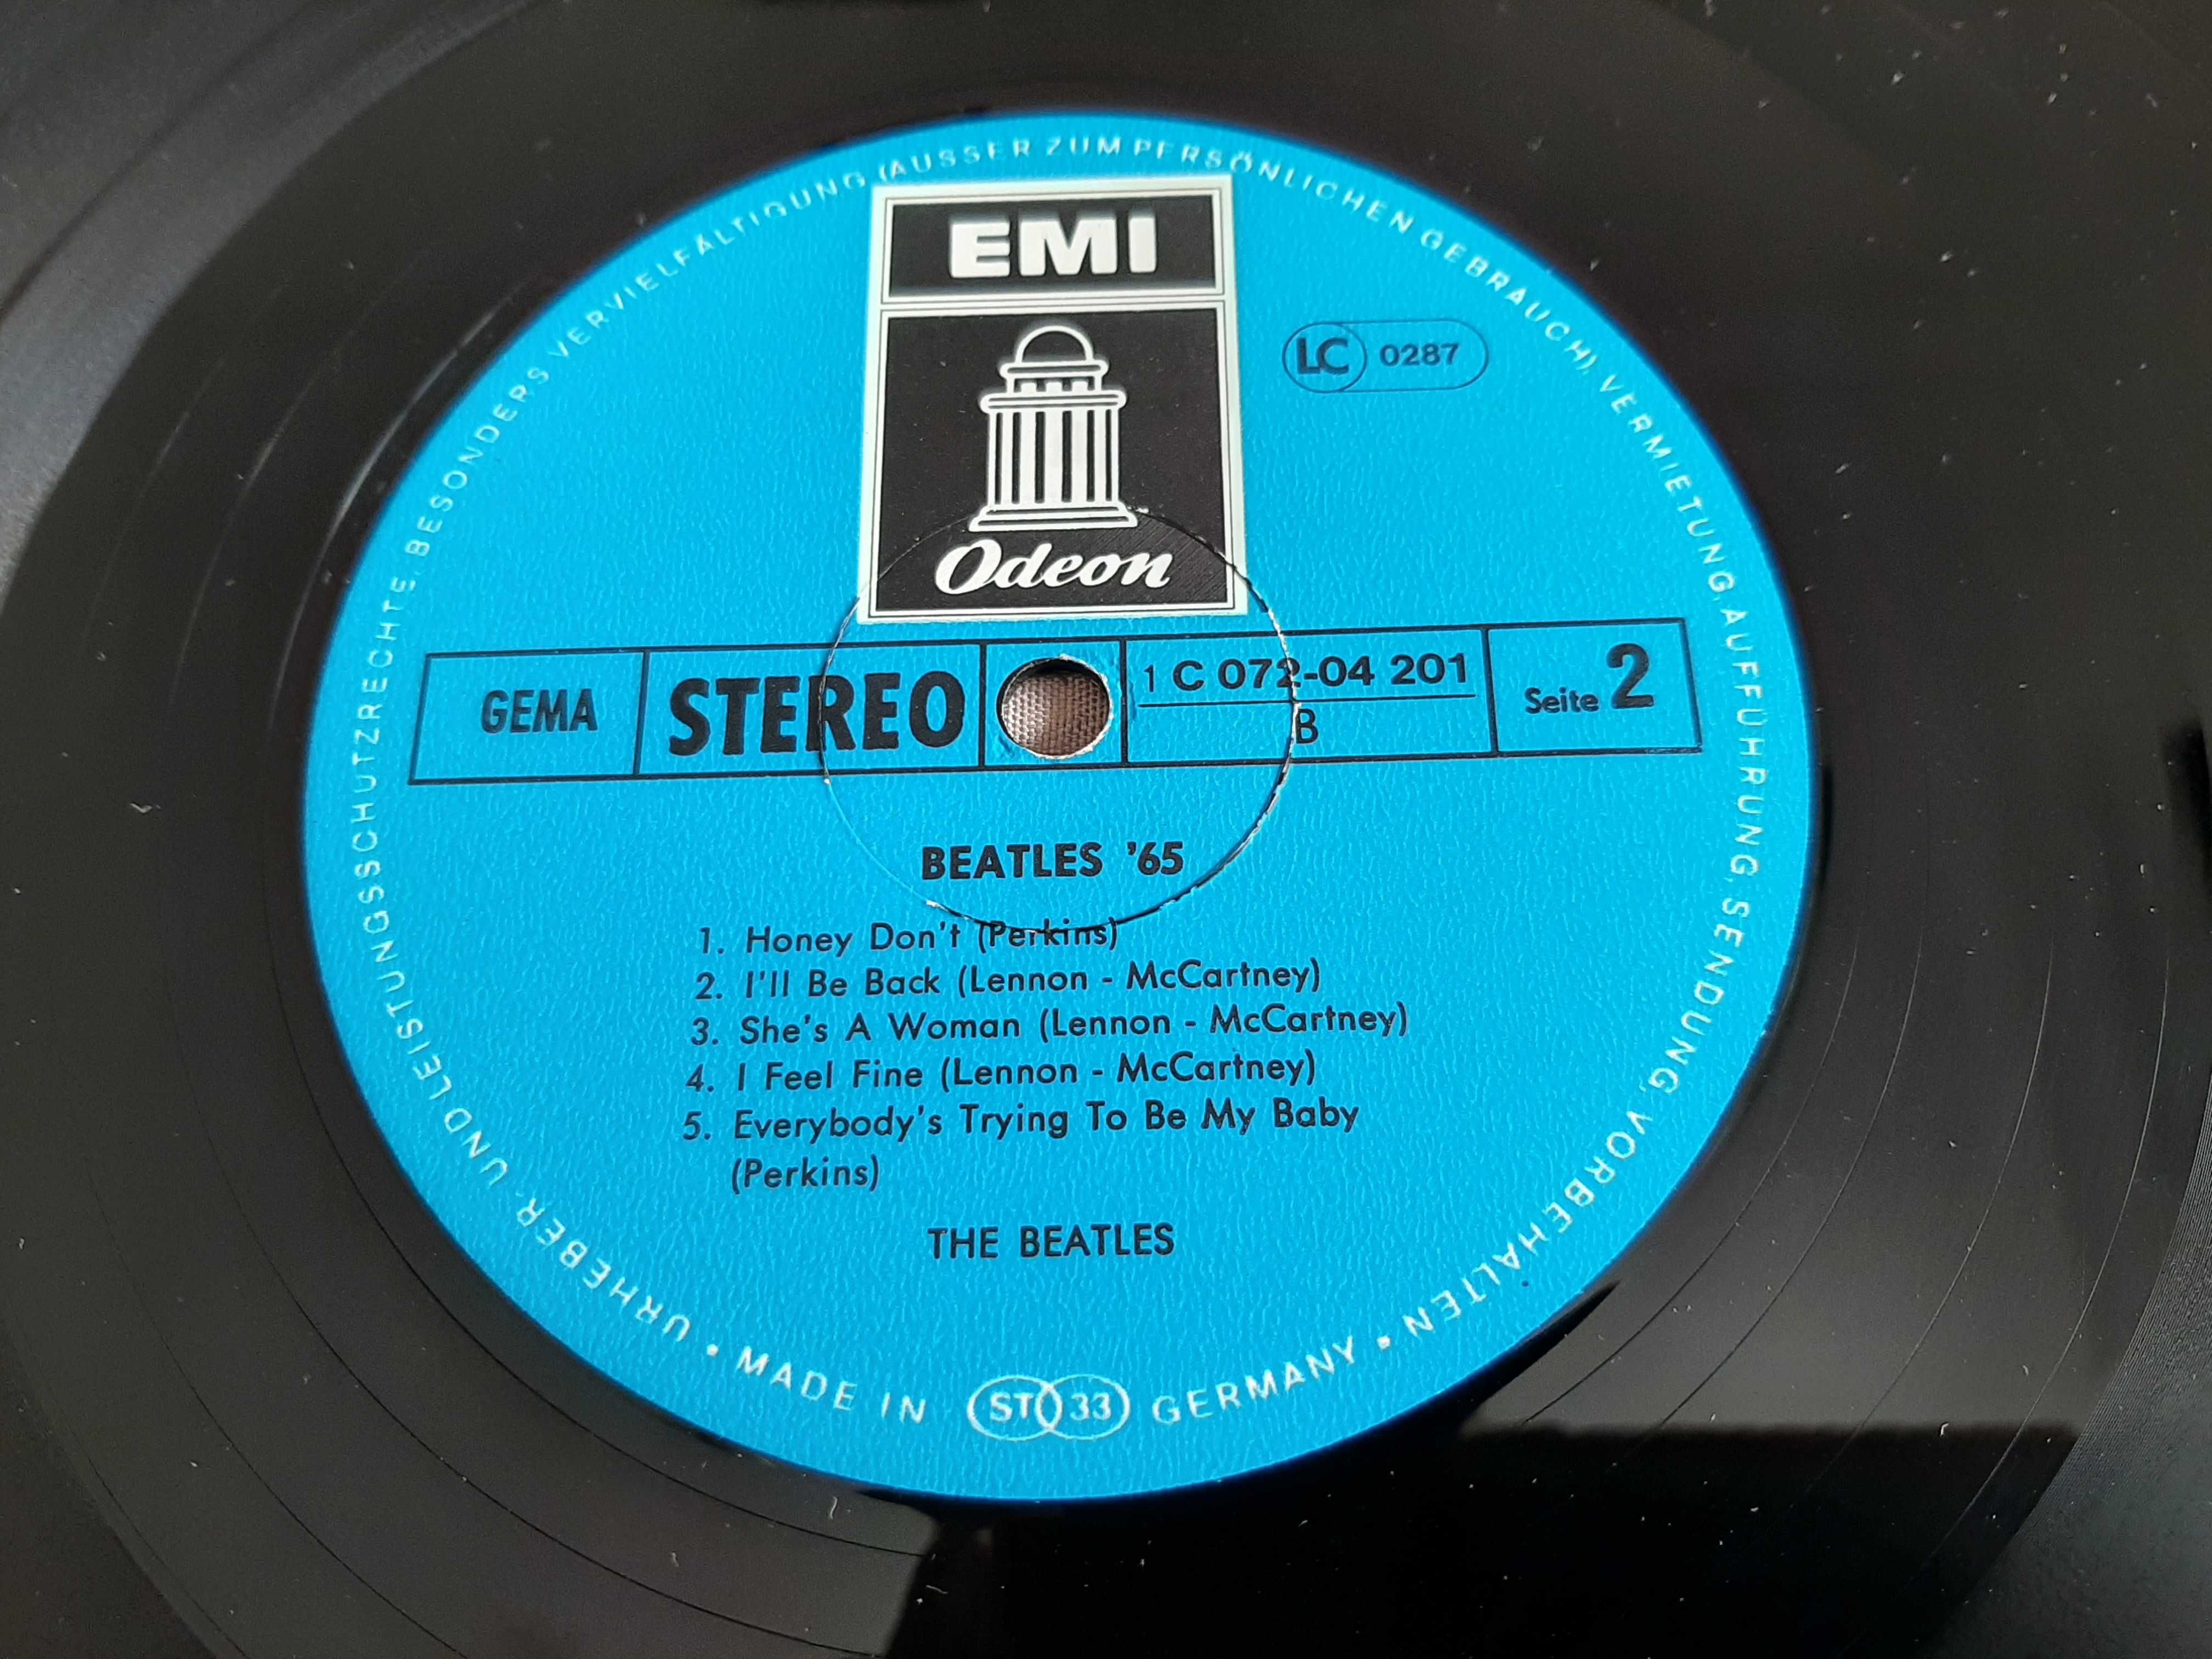 EMI
Odeon
LC 0287
GEMA
STEREO
1 C 072-04 201
B
Seite 2
BEATLES '65
1. Honey Don't (Perkins)
2. I'll Be Back (Lennon - McCartney)
3. She's A Woman (Lennon - McCartney)
4. I Feel Fine (Lennon - McCartney)
5. Everybody's Trying To Be My Baby
(Perkins)
THE BEATLES
URHEBER- UND LEISTUNGSSCHUTZRECHTE, BESONDERS VERVIELFÄLTIGUNG (AUSSER ZUM PERSÖNLICHEN GEBRAUCH), VERMIETUNG, AUFFÜHRUNG, SENDUNG, VORBEHALTEN •
• MADE IN ST 33 GERMANY